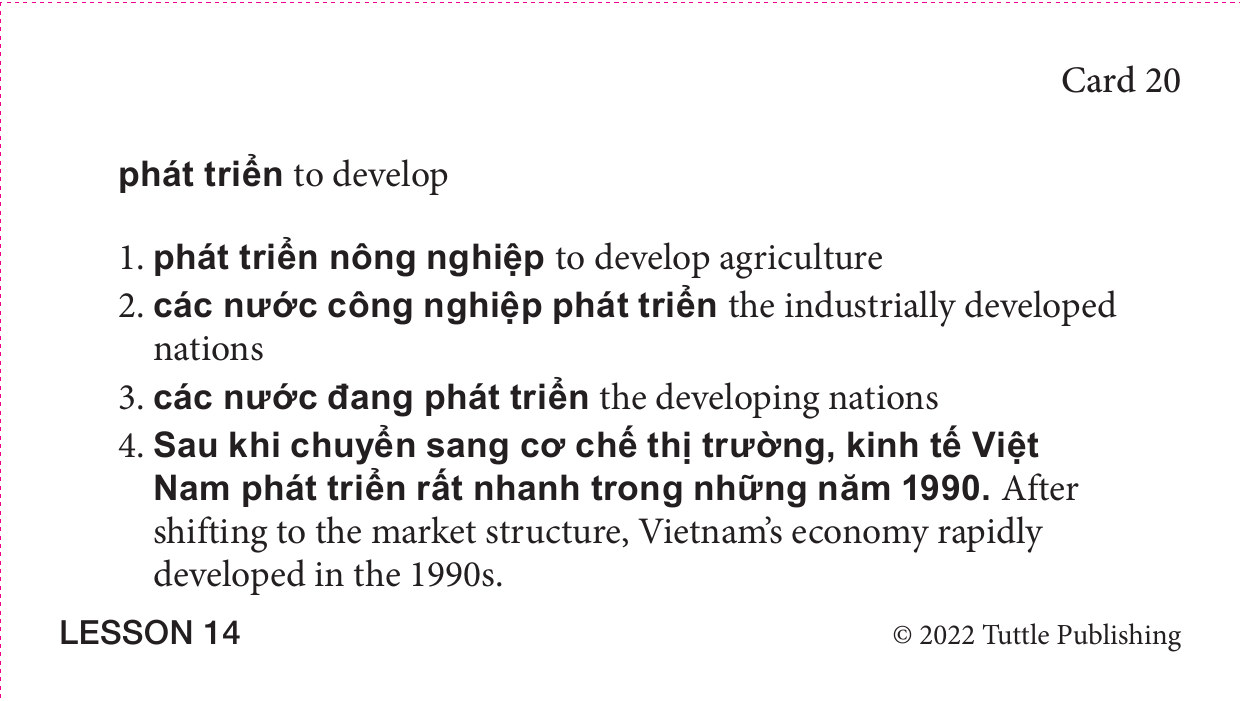 Card 20
phát triển to develop
1. phát triển nông nghiệp to develop agriculture
2. các nước công nghiệp phát triển the industrially developed
nations
3. các nước đang phát triển the developing nations
4. Sau khi chuyển sang cơ chế thị trường, kinh tế Việt
Nam phát triển rất nhanh trong những năm 1990. After
shifting to the market structure, Vietnam’s economy rapidly
developed in the 1990s.
LESSON 14
© 2022 Tuttle Publishing